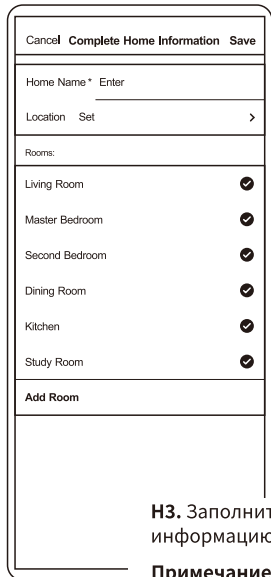 Cancel Complete Home Information Save
Home Name * Enter
Location Set >
Rooms:
Living Room
Master Bedroom
Second Bedroom
Dining Room
Kitchen
Study Room
Add Room
H3. Заполнит
информацию
Примечание